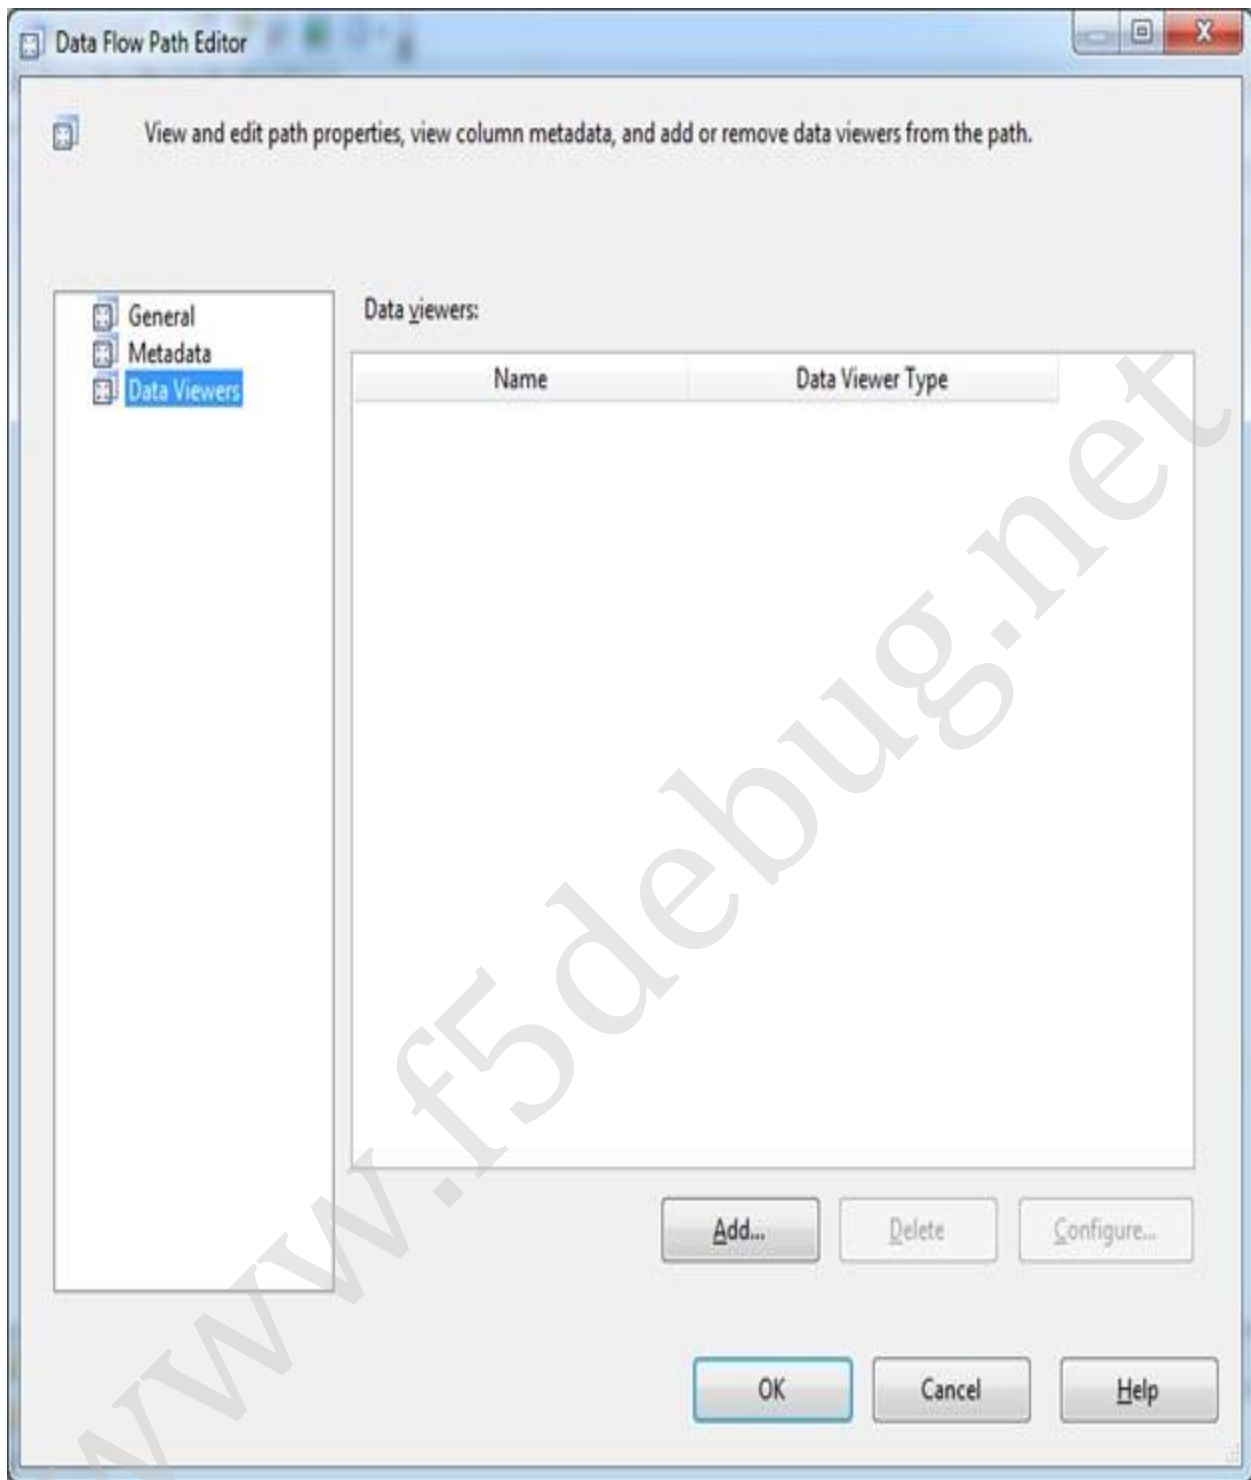 Data Flow Path Editor
View and edit path properties, view column metadata, and add or remove data viewers from the path.
General
Metadata
Data Viewers
Data viewers:
Name Data Viewer Type
Add... Delete Configure...
OK Cancel Help
www.f5debug.net